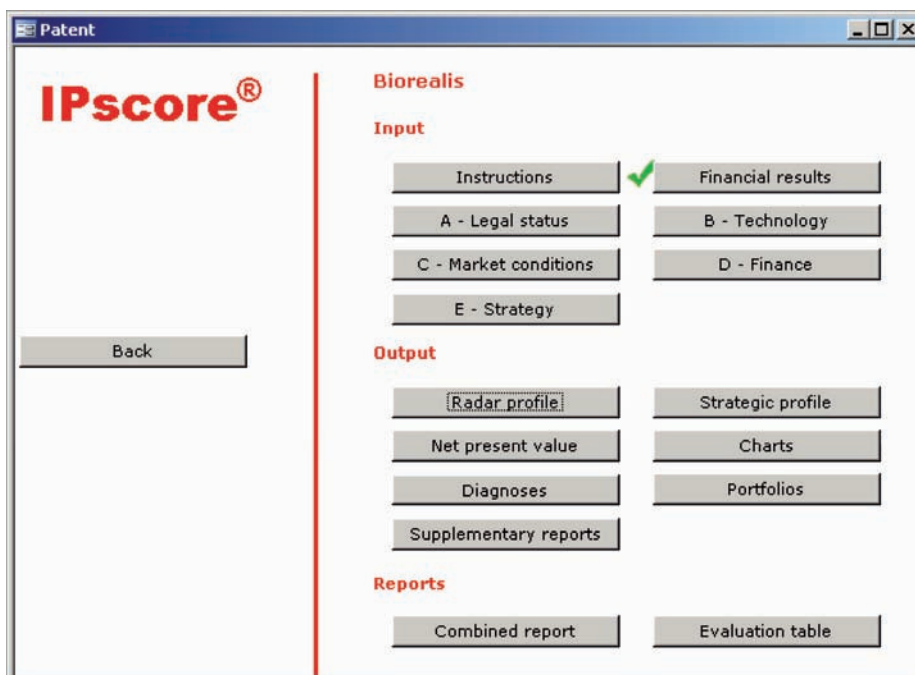 Patent
IPscore®
Biorealis
Input
Instructions
Financial results
A - Legal status
B - Technology
C - Market conditions
D - Finance
E - Strategy
Back
Output
Radar profile
Strategic profile
Net present value
Charts
Diagnoses
Portfolios
Supplementary reports
Reports
Combined report
Evaluation table